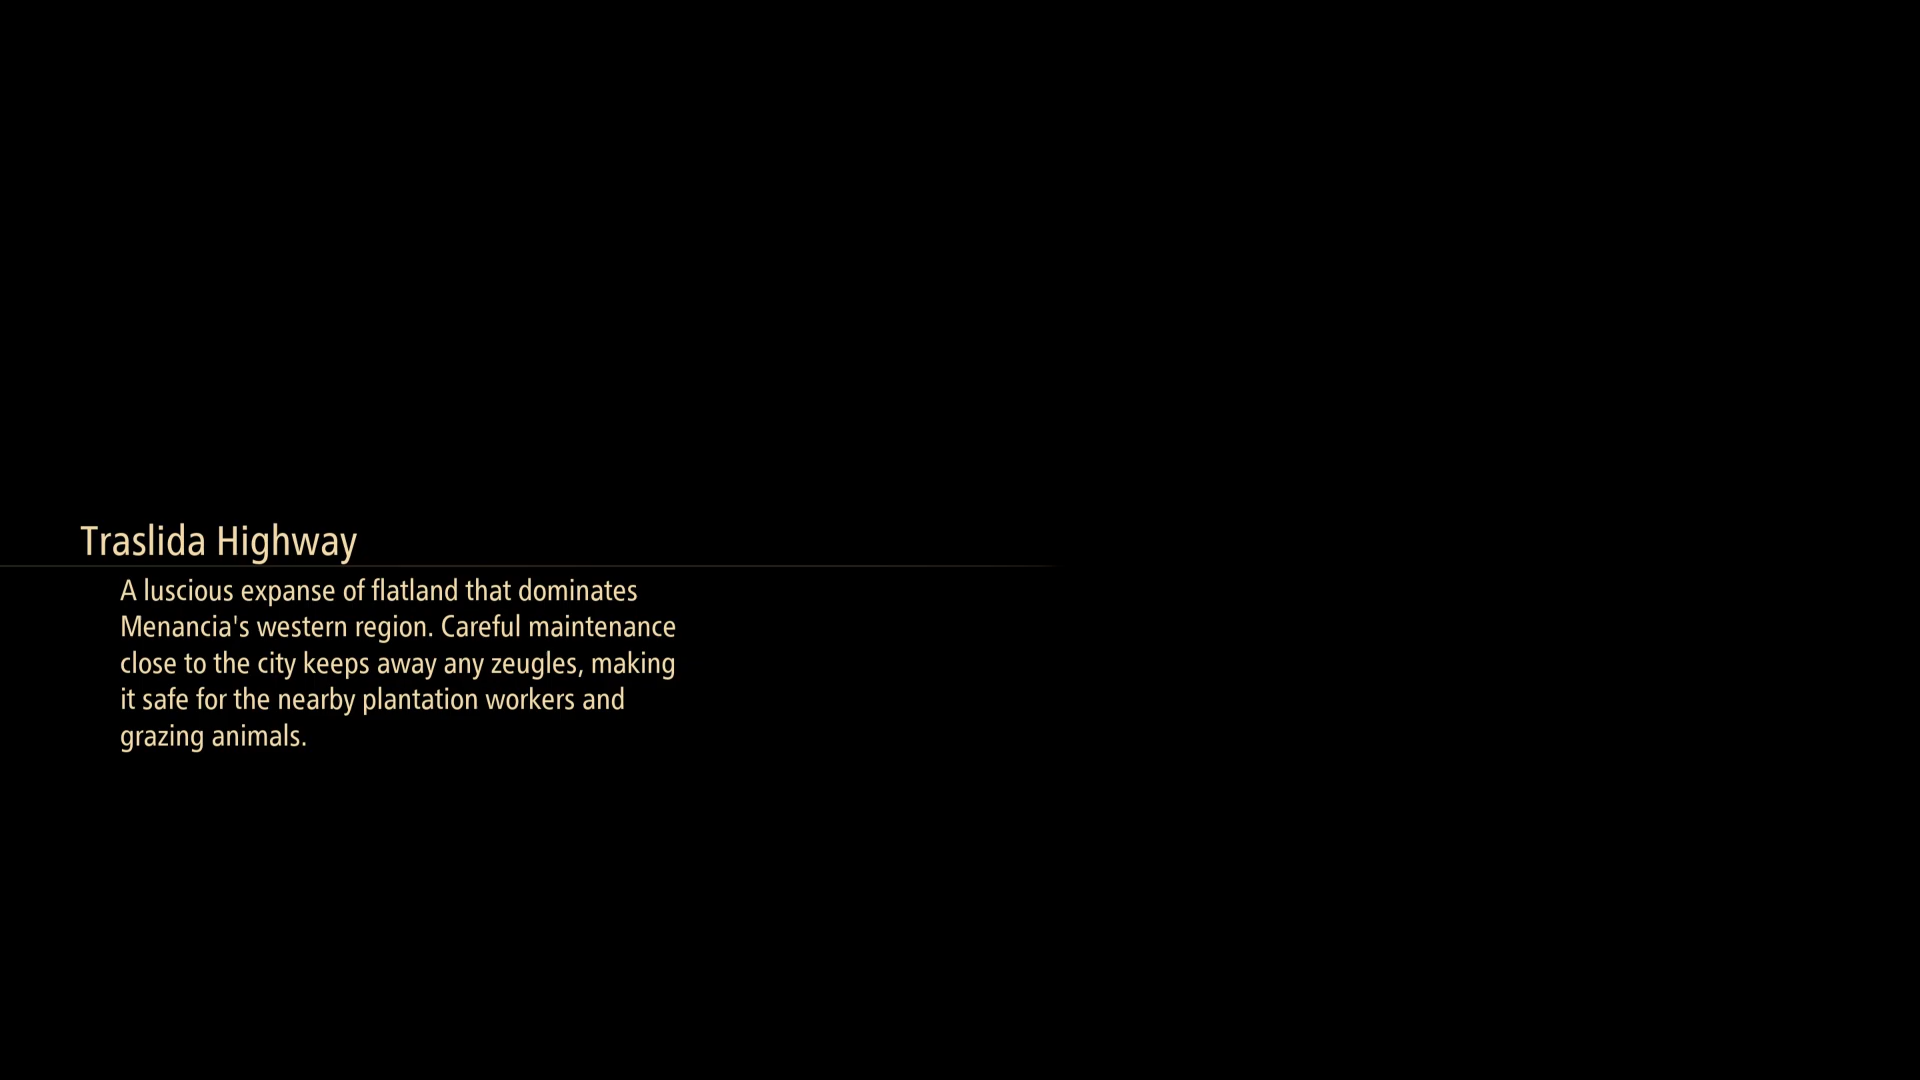 Traslida Highway
A luscious expanse of flatland that dominates
Menancia's western region. Careful maintenance
close to the city keeps away any zeugles, making
it safe for the nearby plantation workers and
grazing animals.